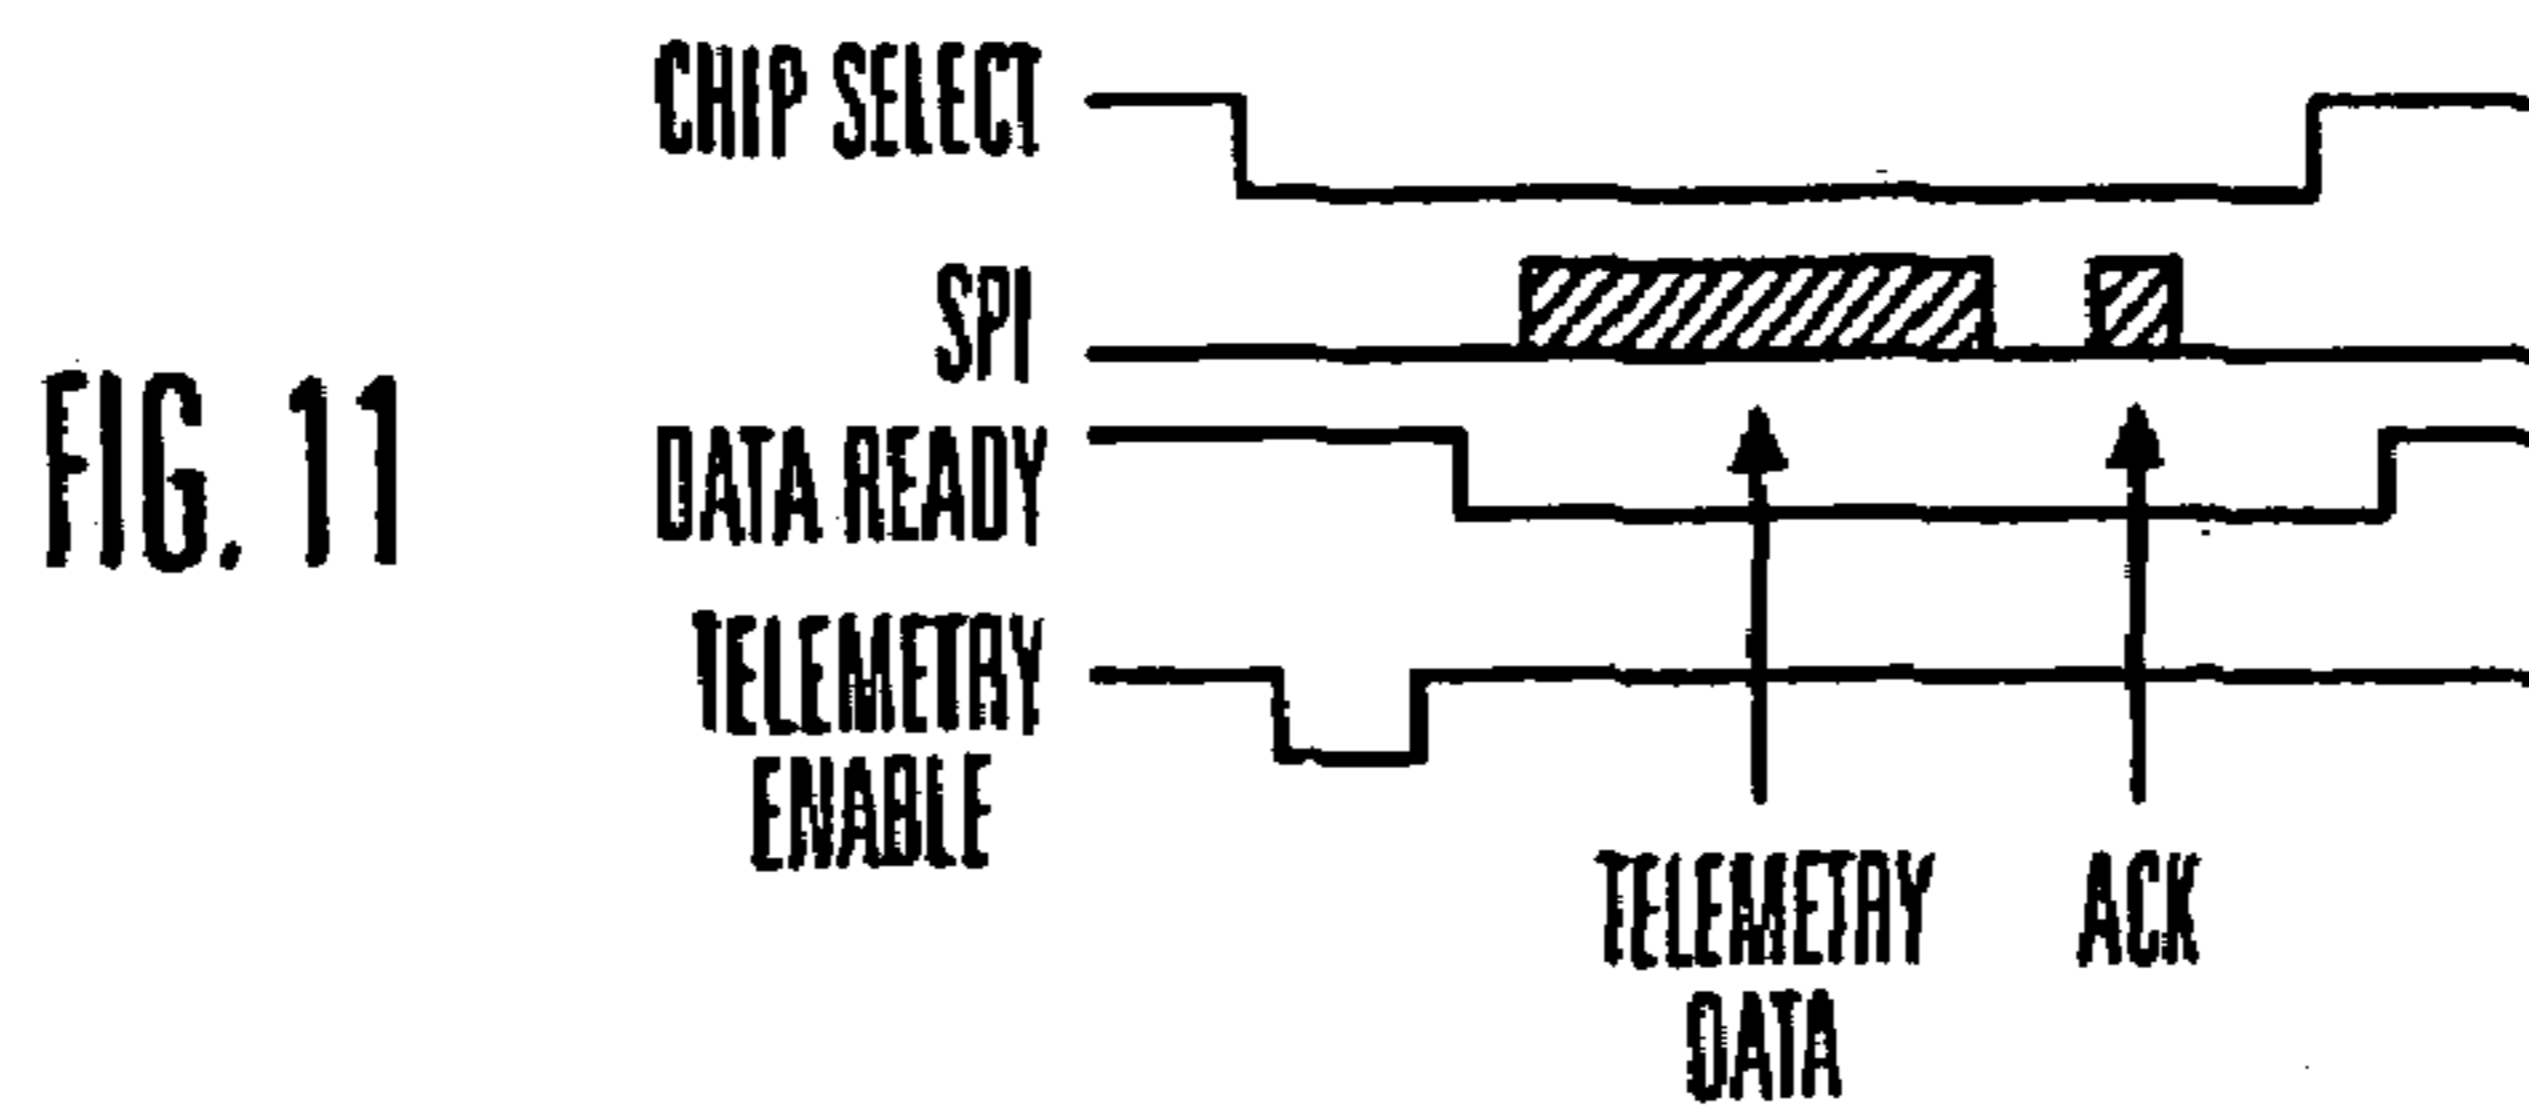 CHIP SELECT
SPI
FIG. 11
DATA READY
TELEMETRY
ENABLE
TELEMETRY
DATA
ACK